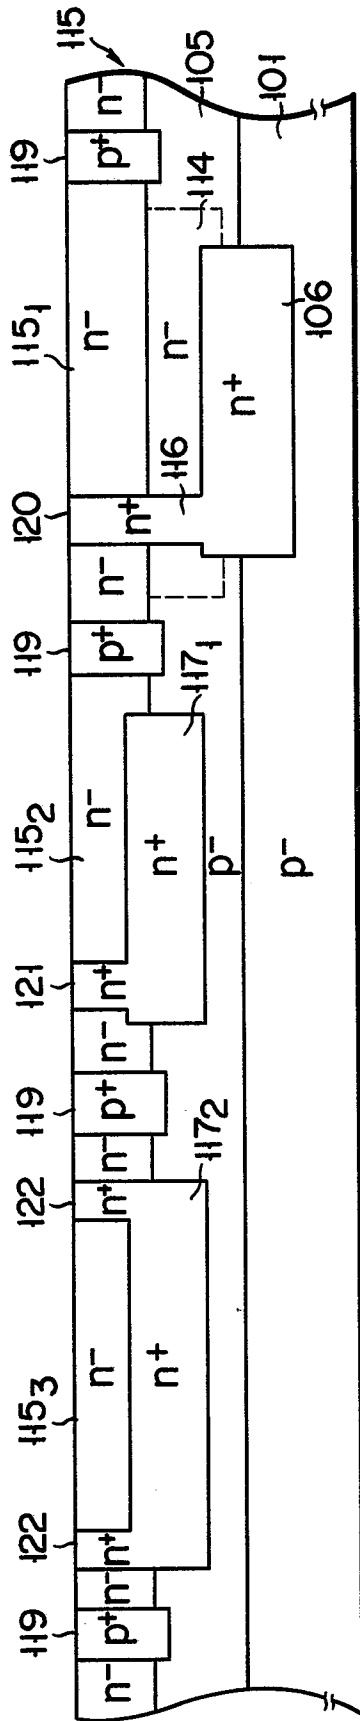 119 122 115₃ 122 119 121 115₂ 119 120 115₁ 119 115
n⁻ p⁺ n⁻ n⁺ n⁻ n⁺ n⁻ p⁺ n⁻ n⁺ n⁻ p⁺ n⁻ n⁺ n⁻ p⁺ n⁻
n⁺ 117₂ n⁺ 117₁ 116 n⁻ 114 105
p⁻ n⁺ 101
p⁻ 106